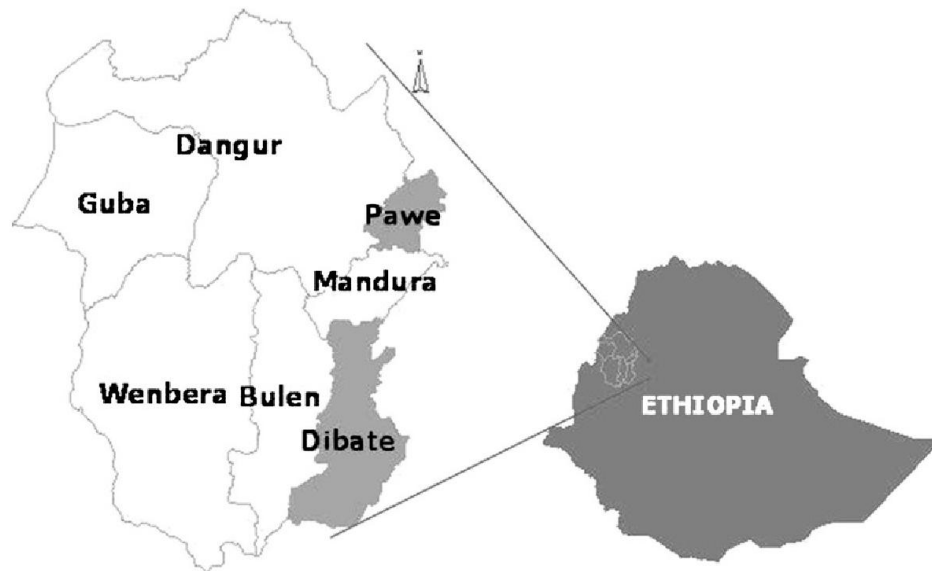 Dangur
Guba
Pawe
Mandura
Wenbera
Bulen
Dibate
ETHIOPIA